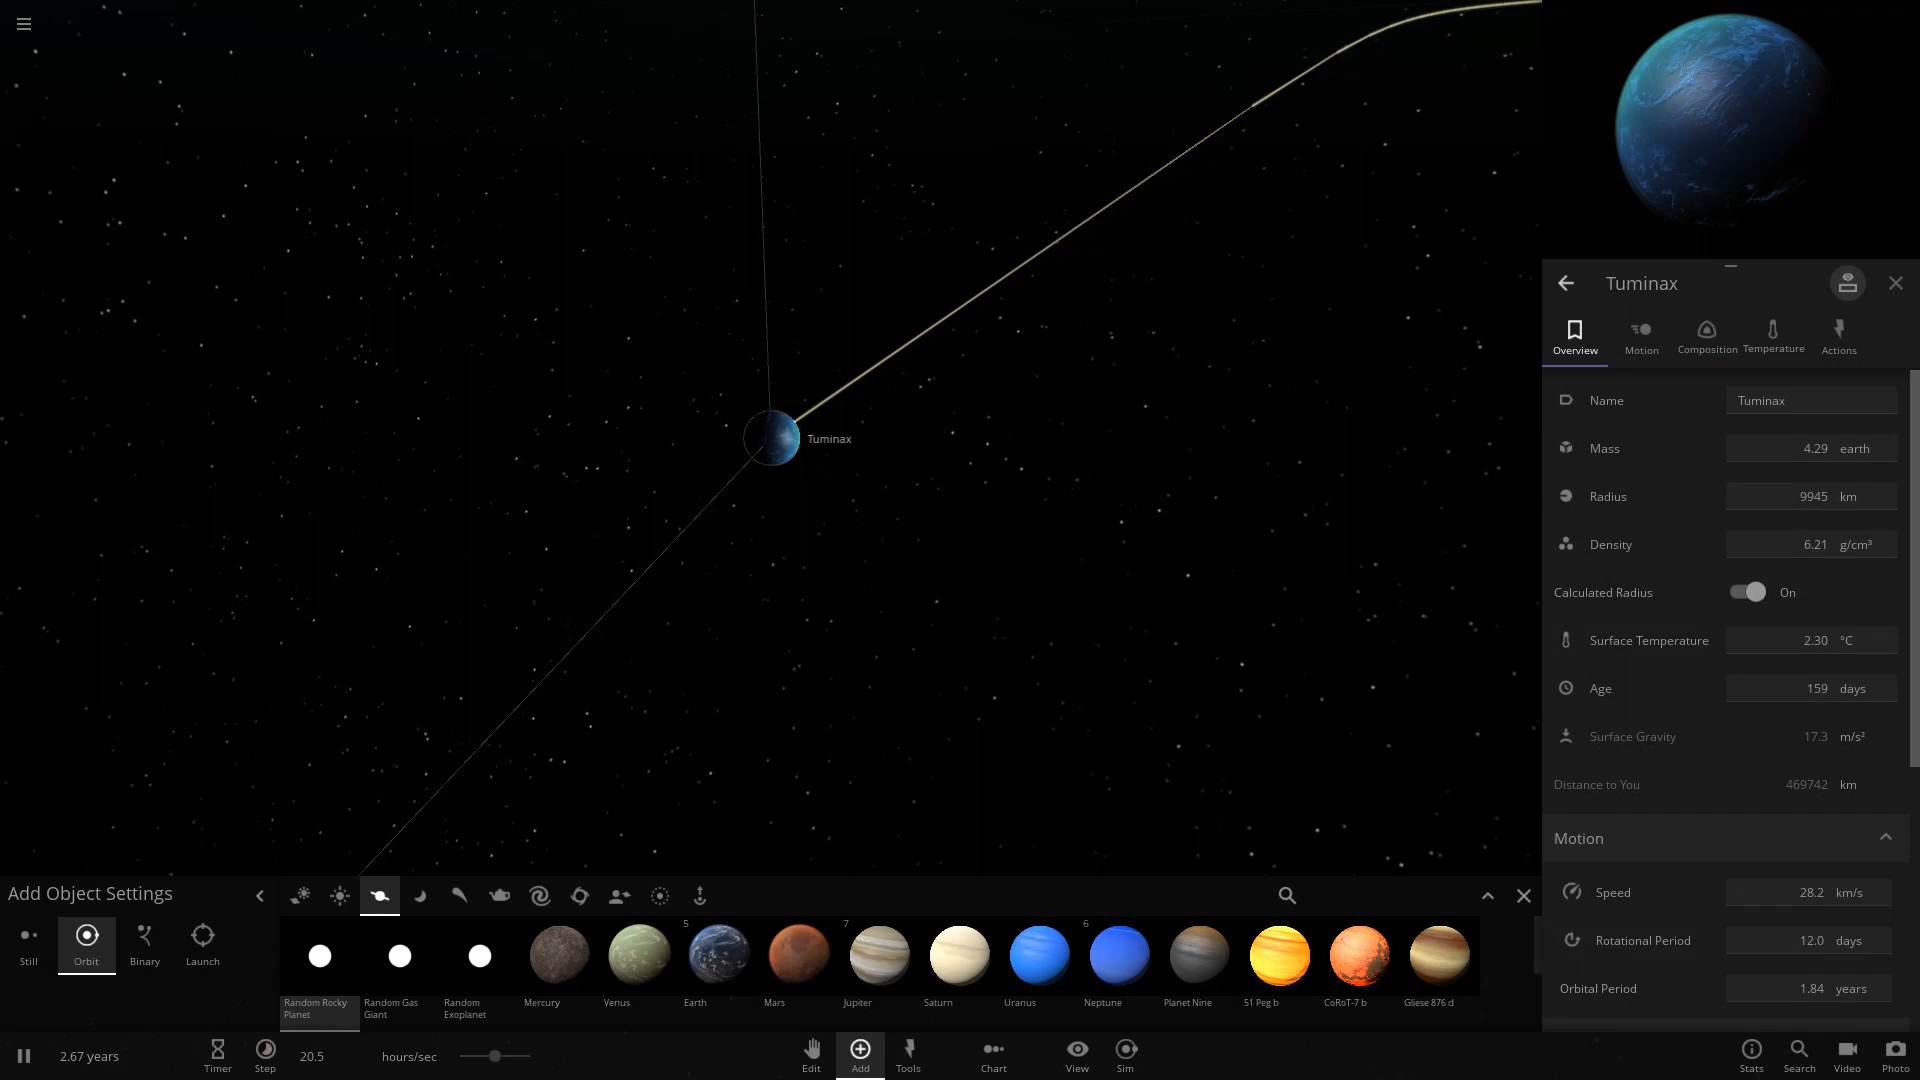 Tuminax
Tuminax
Overview
Motion
Composition
Temperature
Actions
Name
Tuminax
Mass
4.29 earth
Radius
9945 km
Density
6.21 g/cm³
Calculated Radius
On
Surface Temperature
2.30 °C
Age
159 days
Surface Gravity
17.3 m/s²
Distance to You
469742 km
Motion
Speed
28.2 km/s
Rotational Period
12.0 days
Orbital Period
1.84 years
Add Object Settings
Still
Orbit
Binary
Launch
5
7
6
Random Rocky
Planet
Random Gas
Giant
Random
Exoplanet
Mercury
Venus
Earth
Mars
Jupiter
Saturn
Uranus
Neptune
Planet Nine
51 Peg b
CoRoT-7 b
Gliese 876 d
2.67 years
Timer
Step
20.5 hours/sec
Edit
Add
Tools
Chart
View
Sim
Stats
Search
Video
Photo